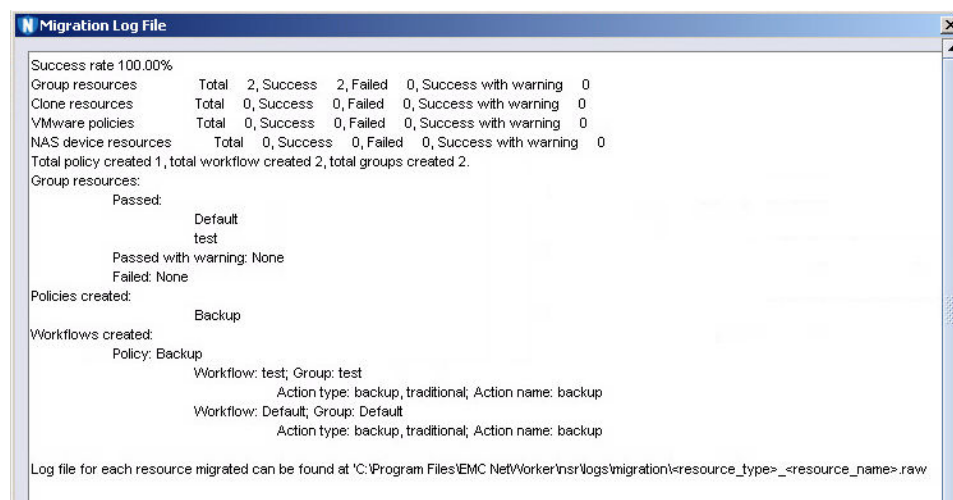 Migration Log File
Success rate 100.00%
Group resources Total 2, Success 2, Failed 0, Success with warning 0
Clone resources Total 0, Success 0, Failed 0, Success with warning 0
VMware policies Total 0, Success 0, Failed 0, Success with warning 0
NAS device resources Total 0, Success 0, Failed 0, Success with warning 0
Total policy created 1, total workflow created 2, total groups created 2.
Group resources:
Passed:
Default
test
Passed with warning: None
Failed: None
Policies created:
Backup
Workflows created:
Policy: Backup
Workflow: test; Group: test
Action type: backup, traditional; Action name: backup
Workflow: Default; Group: Default
Action type: backup, traditional; Action name: backup
Log file for each resource migrated can be found at 'C:\Program Files\EMC NetWorker\nsr\logs\migration\<resource_type>_<resource_name>.raw